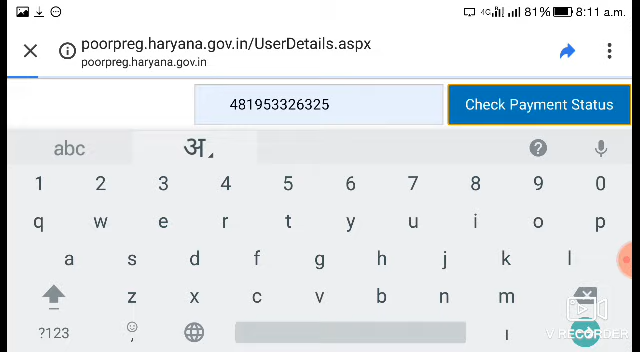 4G 81% 8:11 a.m.
poorpreg.haryana.gov.in/UserDetails.aspx
poorpreg.haryana.gov.in
481953326325 Check Payment Status
abc अ
1 2 3 4 5 6 7 8 9 0
q w e r t y u i o p
a s d f g h j k l
z x c v b n m
?123 , ।
V RECORDER